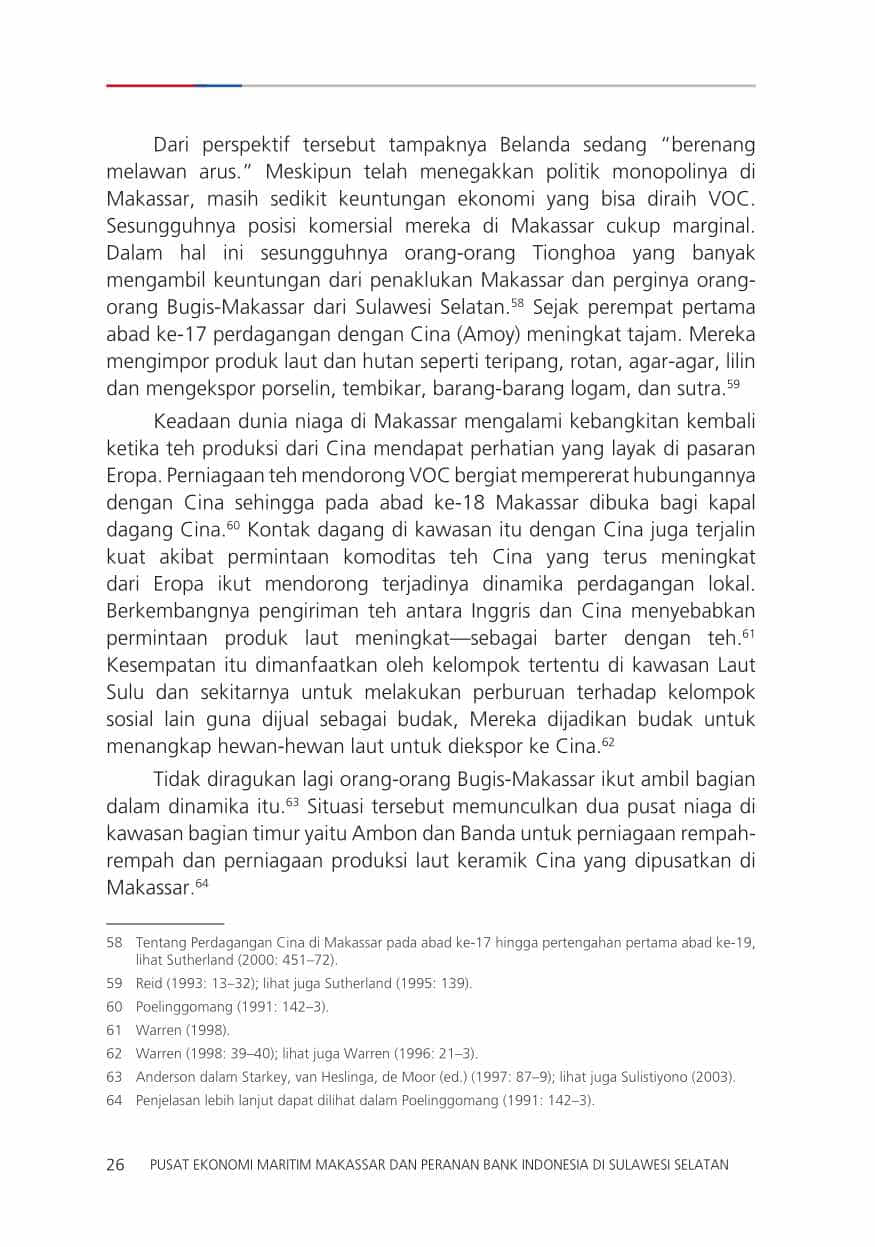 Dari perspektif tersebut tampaknya Belanda sedang “berenang
melawan arus.” Meskipun telah menegakkan politik monopolinya di
Makassar, masih sedikit keuntungan ekonomi yang bisa diraih VOC.
Sesungguhnya posisi komersial mereka di Makassar cukup marginal.
Dalam hal ini sesungguhnya orang-orang Tionghoa yang banyak
mengambil keuntungan dari penaklukan Makassar dan perginya orang-
orang Bugis-Makassar dari Sulawesi Selatan.58 Sejak perempat pertama
abad ke-17 perdagangan dengan Cina (Amoy) meningkat tajam. Mereka
mengimpor produk laut dan hutan seperti teripang, rotan, agar-agar, lilin
dan mengekspor porselin, tembikar, barang-barang logam, dan sutra.59
Keadaan dunia niaga di Makassar mengalami kebangkitan kembali
ketika teh produksi dari Cina mendapat perhatian yang layak di pasaran
Eropa. Perniagaan teh mendorong VOC bergiat mempererat hubungannya
dengan Cina sehingga pada abad ke-18 Makassar dibuka bagi kapal
dagang Cina.60 Kontak dagang di kawasan itu dengan Cina juga terjalin
kuat akibat permintaan komoditas teh Cina yang terus meningkat
dari Eropa ikut mendorong terjadinya dinamika perdagangan lokal.
Berkembangnya pengiriman teh antara Inggris dan Cina menyebabkan
permintaan produk laut meningkat—sebagai barter dengan teh.61
Kesempatan itu dimanfaatkan oleh kelompok tertentu di kawasan Laut
Sulu dan sekitarnya untuk melakukan perburuan terhadap kelompok
sosial lain guna dijual sebagai budak, Mereka dijadikan budak untuk
menangkap hewan-hewan laut untuk diekspor ke Cina.62
Tidak diragukan lagi orang-orang Bugis-Makassar ikut ambil bagian
dalam dinamika itu.63 Situasi tersebut memunculkan dua pusat niaga di
kawasan bagian timur yaitu Ambon dan Banda untuk perniagaan rempah-
rempah dan perniagaan produksi laut keramik Cina yang dipusatkan di
Makassar.64
58 Tentang Perdagangan Cina di Makassar pada abad ke-17 hingga pertengahan pertama abad ke-19,
lihat Sutherland (2000: 451–72).
59 Reid (1993: 13–32); lihat juga Sutherland (1995: 139).
60 Poelinggomang (1991: 142–3).
61 Warren (1998).
62 Warren (1998: 39–40); lihat juga Warren (1996: 21–3).
63 Anderson dalam Starkey, van Heslinga, de Moor (ed.) (1997: 87–9); lihat juga Sulistiyono (2003).
64 Penjelasan lebih lanjut dapat dilihat dalam Poelinggomang (1991: 142–3).
26 PUSAT EKONOMI MARITIM MAKASSAR DAN PERANAN BANK INDONESIA DI SULAWESI SELATAN